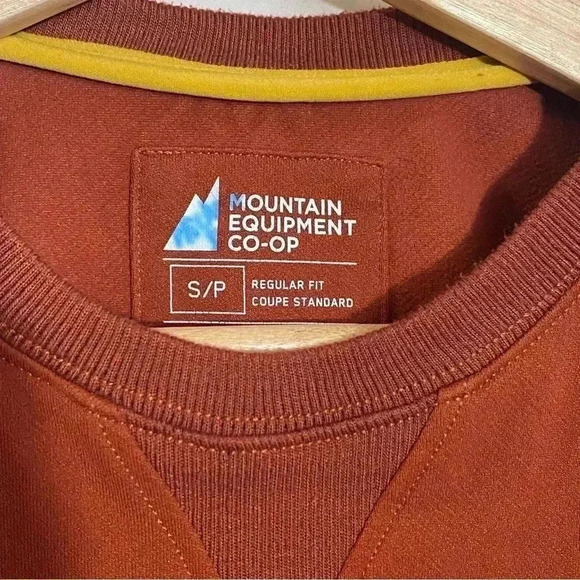 MOUNTAIN
EQUIPMENT
CO-OP
S/P
REGULAR FIT
COUPE STANDARD